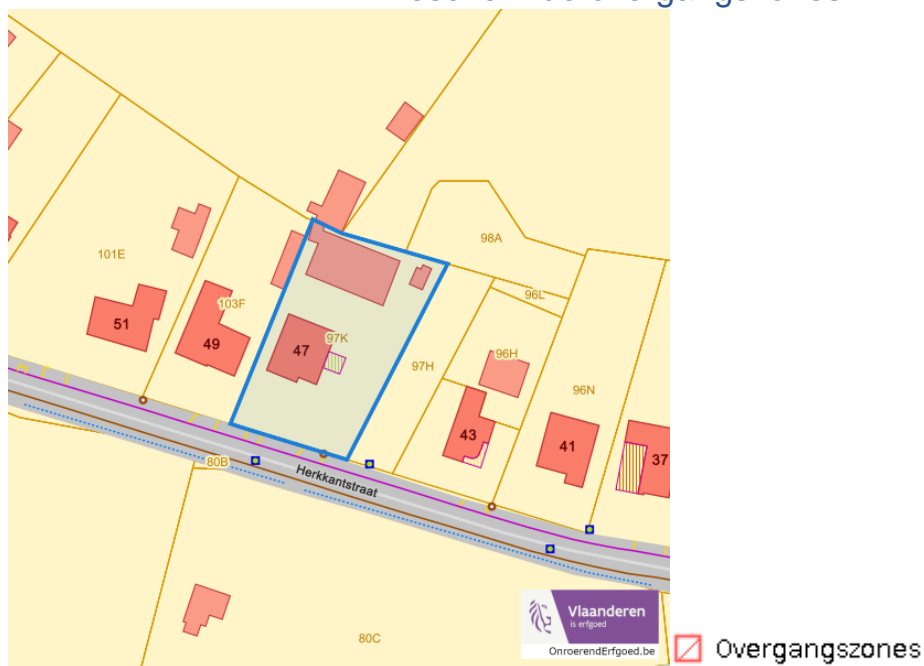 98A
101E
96L
103F
51
49
47
97K
97H
96H
96N
43
41
37
80B
Herkkantstraat
80C
Vlaanderen
is erfgoed
OnroerendErfgoed.be
Overgangszones